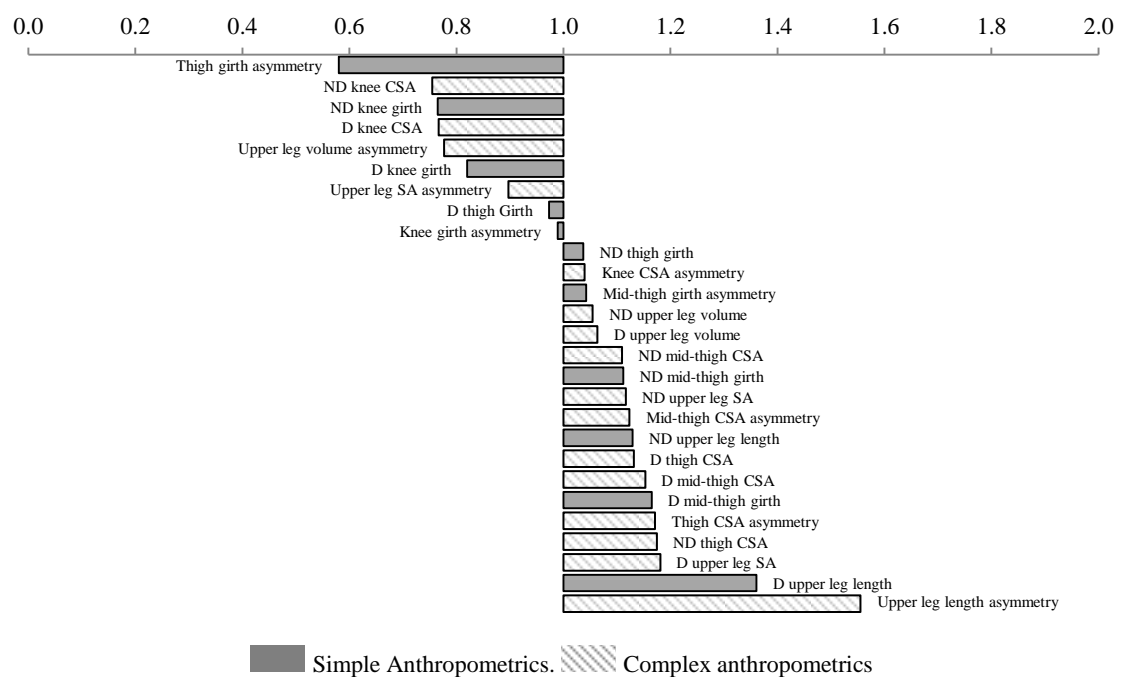 0.0 0.2 0.4 0.6 0.8 1.0 1.2 1.4 1.6 1.8 2.0
Thigh girth asymmetry
ND knee CSA
ND knee girth
D knee CSA
Upper leg volume asymmetry
D knee girth
Upper leg SA asymmetry
D thigh Girth
Knee girth asymmetry
ND thigh girth
Knee CSA asymmetry
Mid-thigh girth asymmetry
ND upper leg volume
D upper leg volume
ND mid-thigh CSA
ND mid-thigh girth
ND upper leg SA
Mid-thigh CSA asymmetry
ND upper leg length
D thigh CSA
D mid-thigh CSA
D mid-thigh girth
Thigh CSA asymmetry
ND thigh CSA
D upper leg SA
D upper leg length
Upper leg length asymmetry
Simple Anthropometrics. Complex anthropometrics